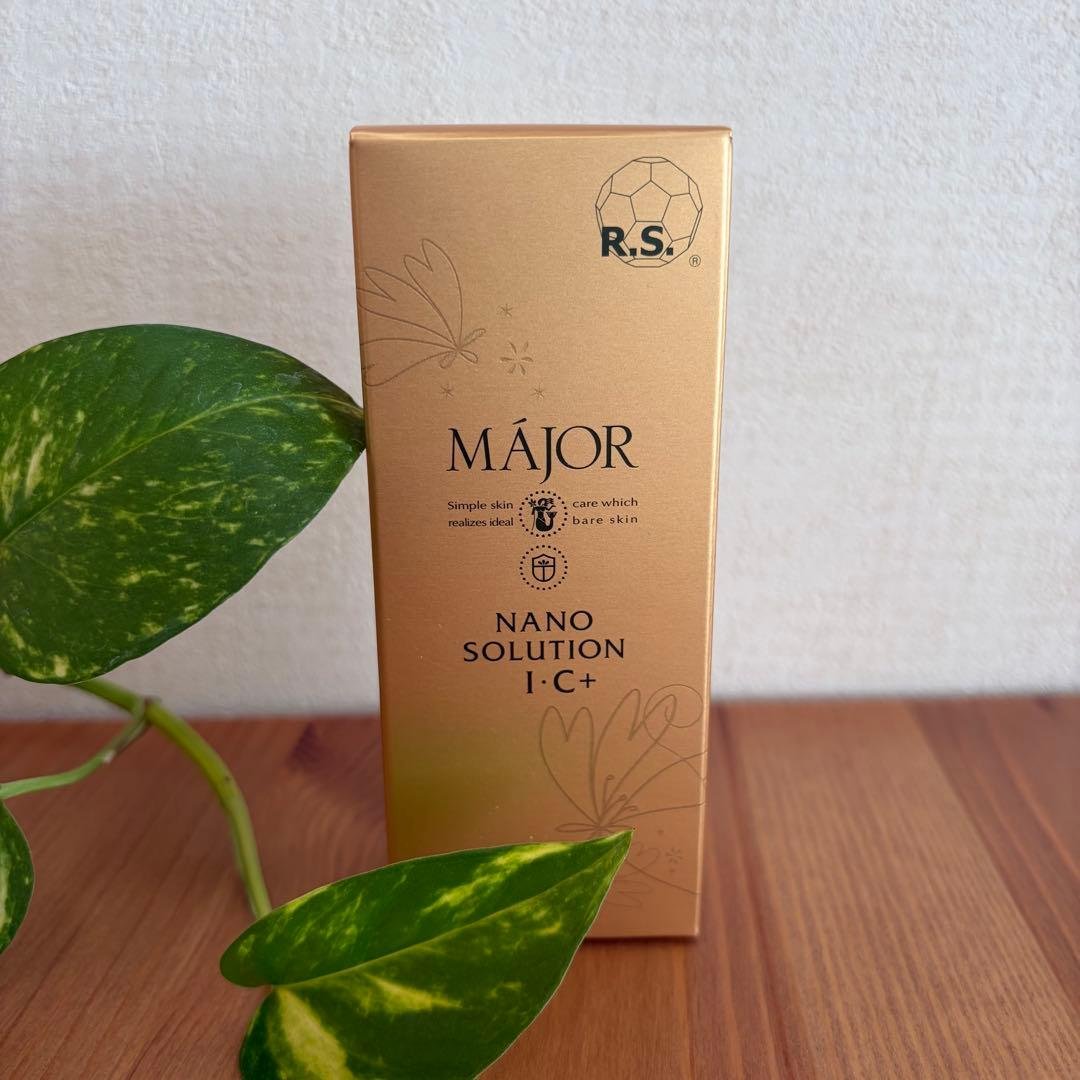 R.S.
®
MÁJOR
Simple skin care which
realizes ideal bare skin
NANO
SOLUTION
I·C+